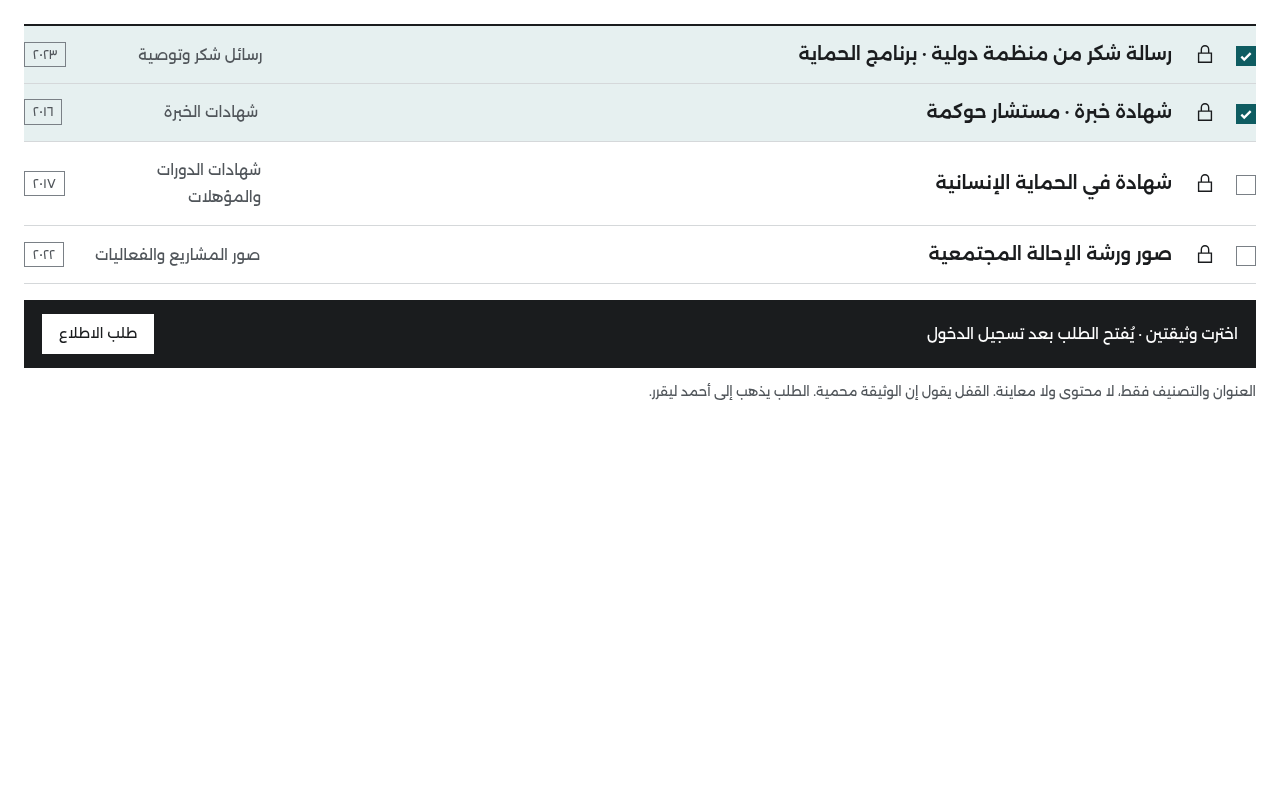 رسالة شكر من منظمة دولية · برنامج الحماية رسائل شكر وتوصية ٢٠٢٣
شهادة خبرة · مستشار حوكمة شهادات الخبرة ٢٠١٦
شهادة في الحماية الإنسانية شهادات الدورات والمؤهلات ٢٠١٧
صور ورشة الإحالة المجتمعية صور المشاريع والفعاليات ٢٠٢٢
اخترت وثيقتين · يُفتح الطلب بعد تسجيل الدخول طلب الاطلاع
العنوان والتصنيف فقط، لا محتوى ولا معاينة. القفل يقول إن الوثيقة محمية. الطلب يذهب إلى أحمد ليقرر.